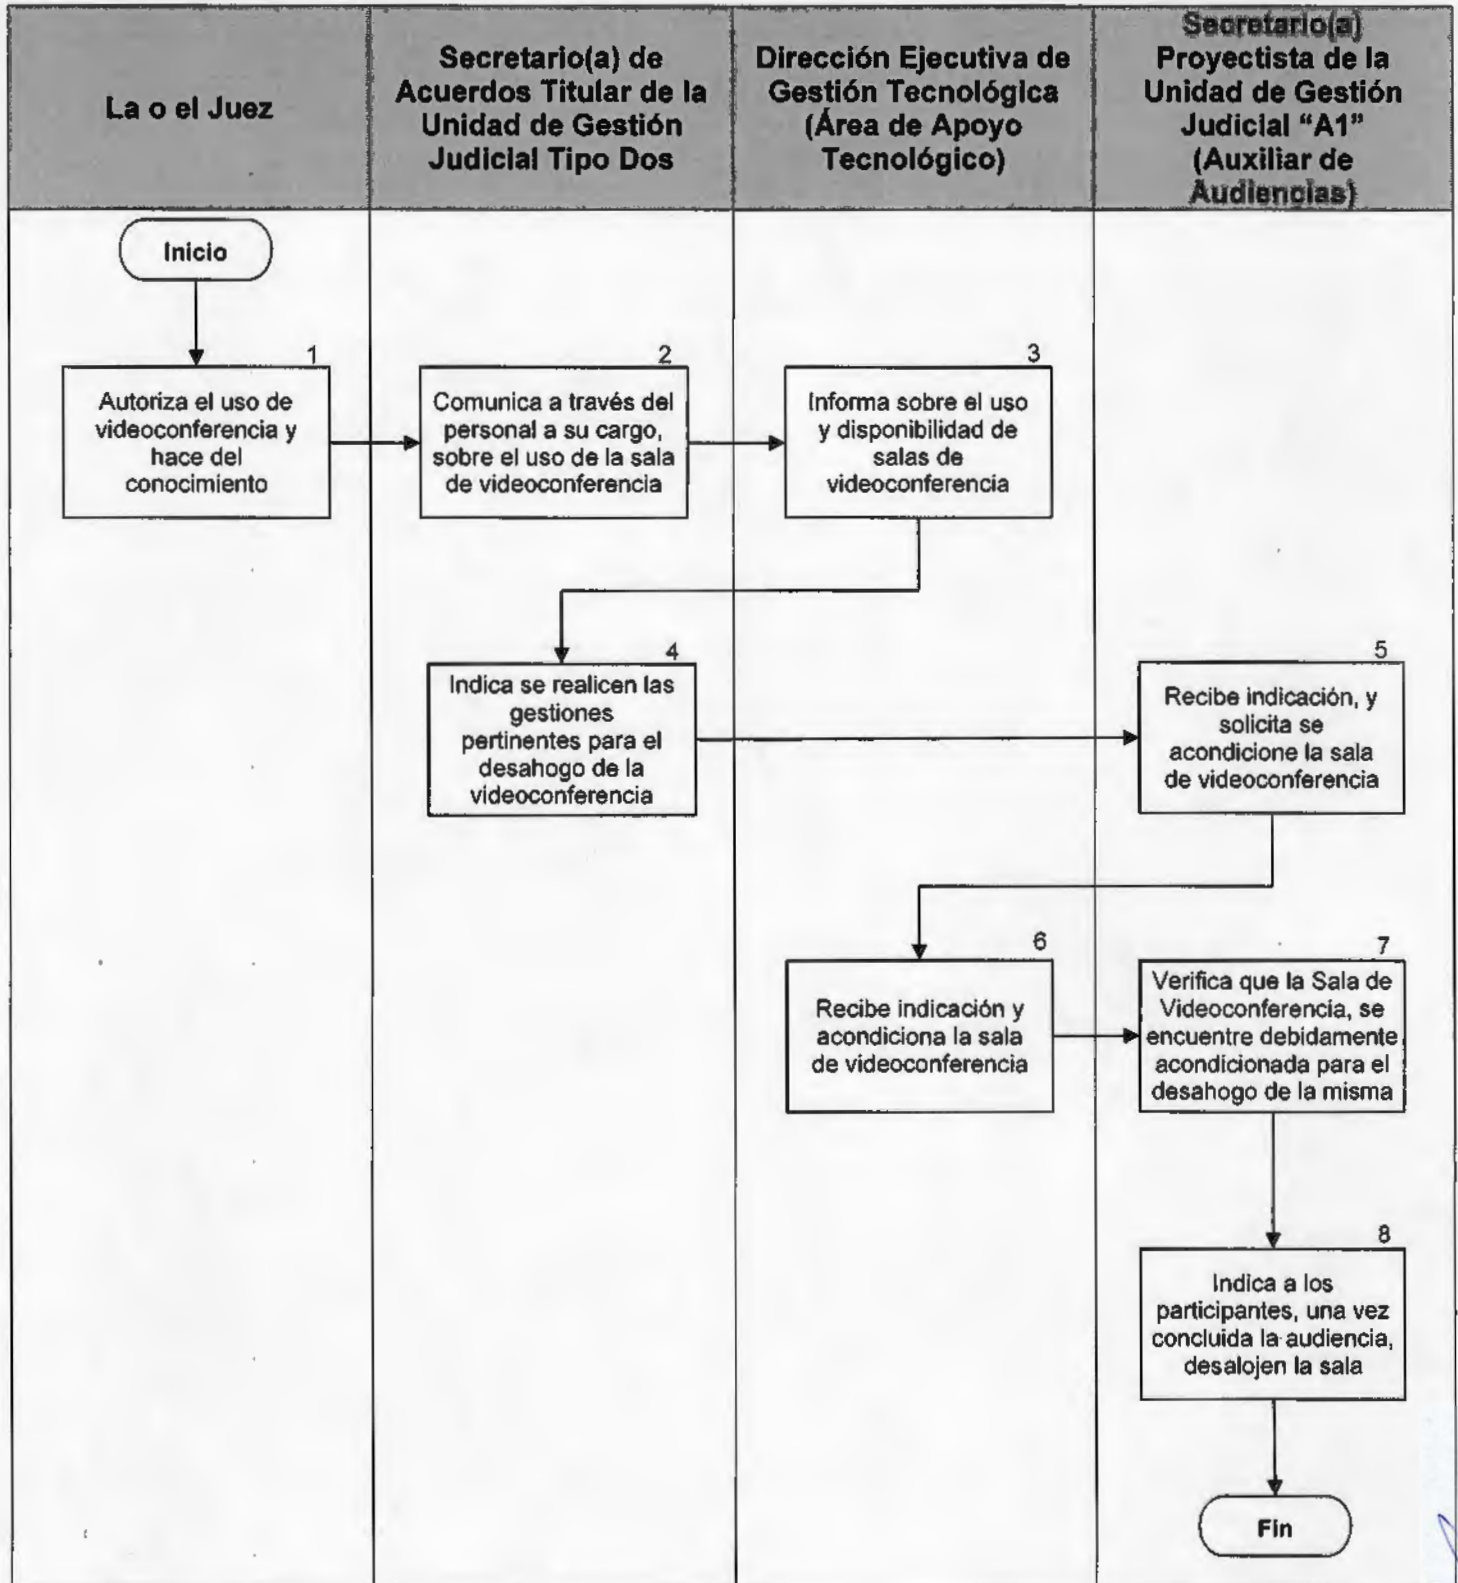 La o el Juez
Secretario(a) de
Acuerdos Titular de la
Unidad de Gestión
Judicial Tipo Dos
Dirección Ejecutiva de
Gestión Tecnológica
(Área de Apoyo
Tecnológico)
Secretario(a)
Proyectista de la
Unidad de Gestión
Judicial “A1”
(Auxiliar de
Audiencias)
Inicio
1
Autoriza el uso de
videoconferencia y
hace del
conocimiento
2
Comunica a través del
personal a su cargo,
sobre el uso de la sala
de videoconferencia
3
Informa sobre el uso
y disponibilidad de
salas de
videoconferencia
4
Indica se realicen las
gestiones
pertinentes para el
desahogo de la
videoconferencia
5
Recibe indicación, y
solicita se
acondicione la sala
de videoconferencia
6
Recibe indicación y
acondiciona la sala
de videoconferencia
7
Verifica que la Sala de
Videoconferencia, se
encuentre debidamente
acondicionada para el
desahogo de la misma
8
Indica a los
participantes, una vez
concluida la audiencia,
desalojen la sala
Fin